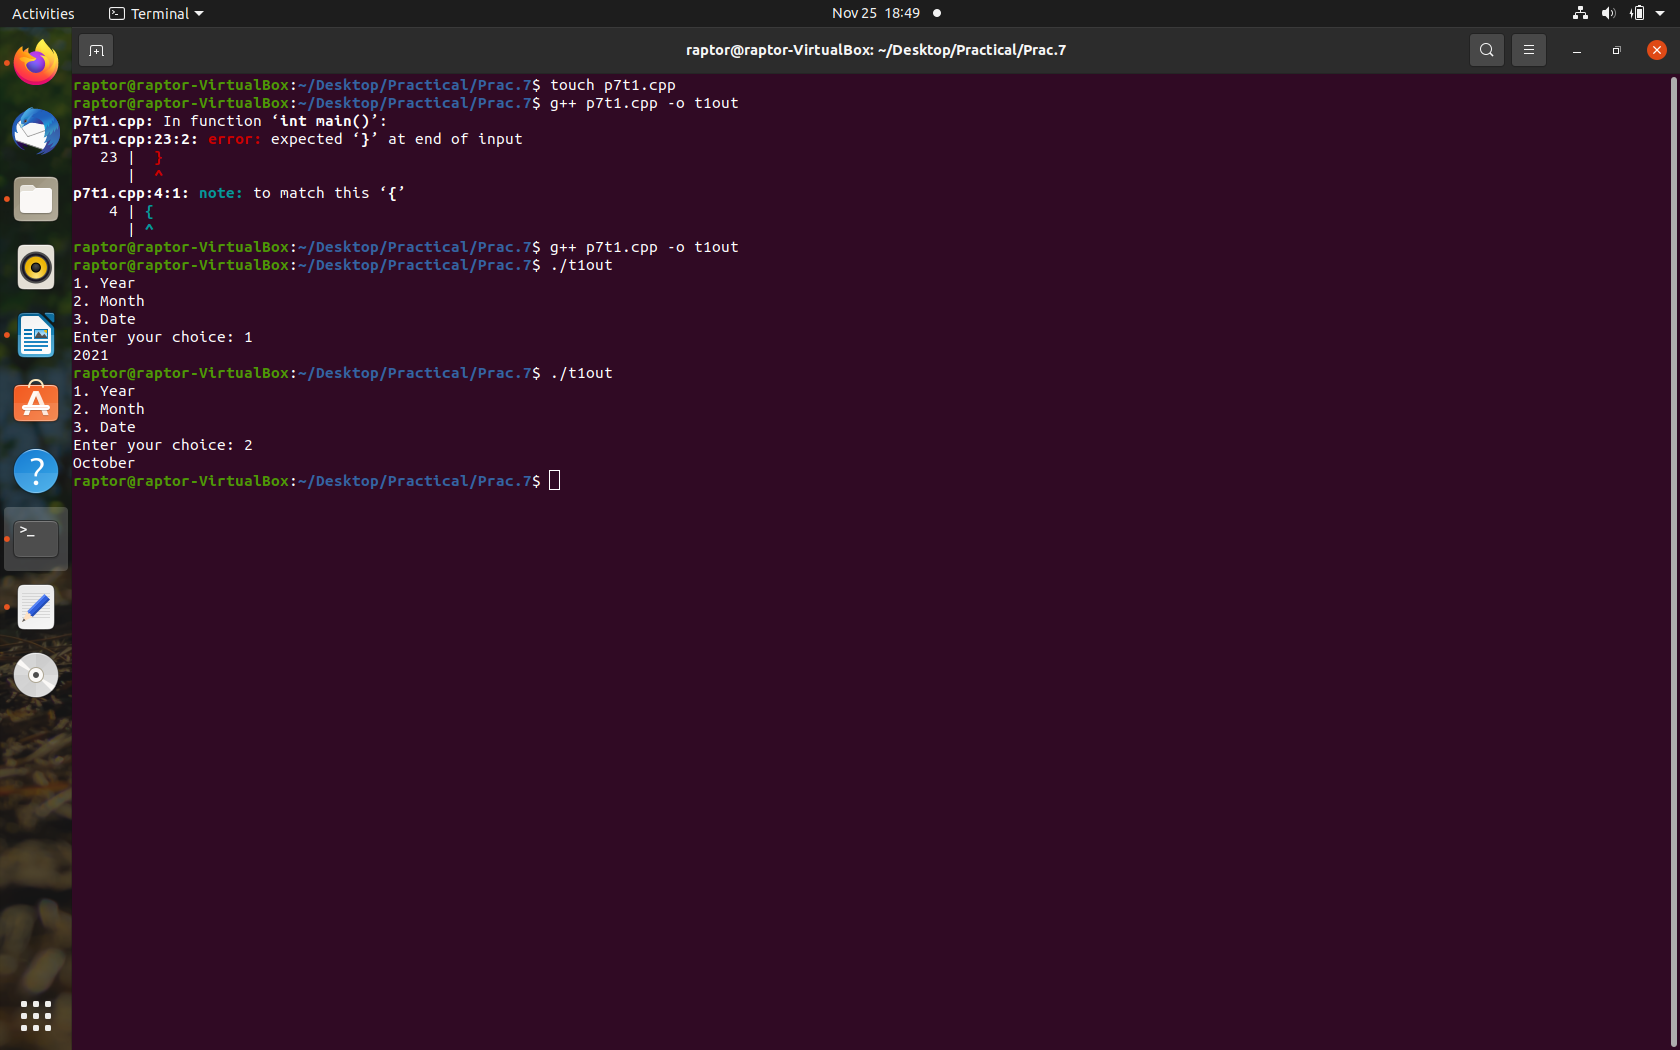 Activities
Terminal
Nov 25 18:49
raptor@raptor-VirtualBox: ~/Desktop/Practical/Prac.7
raptor@raptor-VirtualBox:~/Desktop/Practical/Prac.7$ touch p7t1.cpp
raptor@raptor-VirtualBox:~/Desktop/Practical/Prac.7$ g++ p7t1.cpp -o t1out
p7t1.cpp: In function ‘int main()’:
p7t1.cpp:23:2: error: expected ‘}’ at end of input
   23 |  }
      |  ^
p7t1.cpp:4:1: note: to match this ‘{’
    4 | {
      | ^
raptor@raptor-VirtualBox:~/Desktop/Practical/Prac.7$ g++ p7t1.cpp -o t1out
raptor@raptor-VirtualBox:~/Desktop/Practical/Prac.7$ ./t1out
1. Year
2. Month
3. Date
Enter your choice: 1
2021
raptor@raptor-VirtualBox:~/Desktop/Practical/Prac.7$ ./t1out
1. Year
2. Month
3. Date
Enter your choice: 2
October
raptor@raptor-VirtualBox:~/Desktop/Practical/Prac.7$